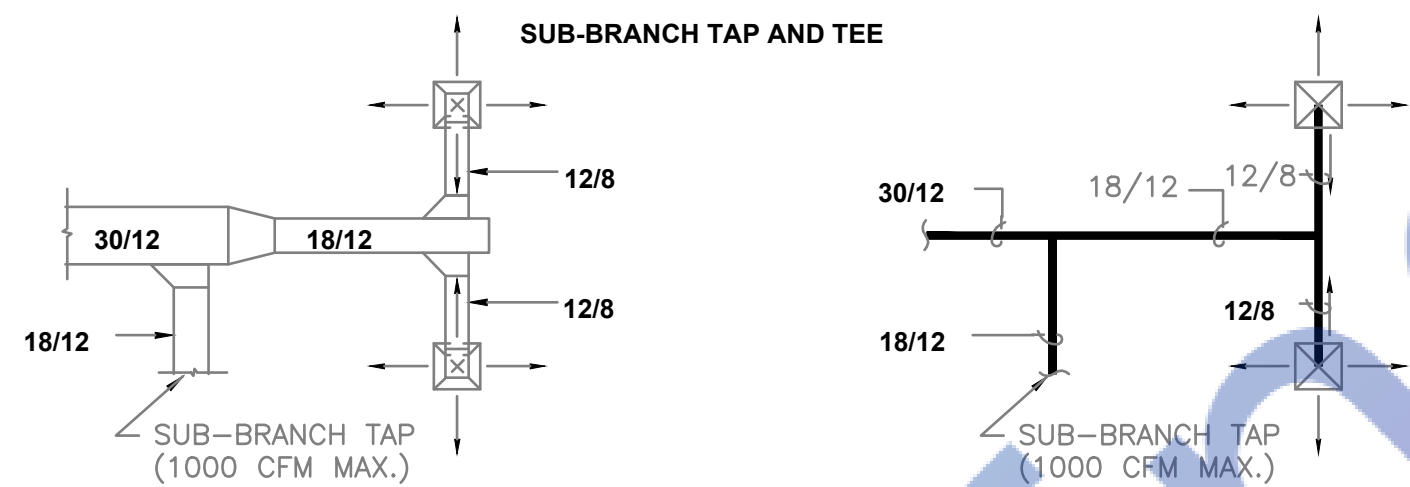 SUB-BRANCH TAP AND TEE
12/8
30/12
18/12
12/8
18/12
SUB-BRANCH TAP
(1000 CFM MAX.)
30/12
18/12
12/8
12/8
18/12
SUB-BRANCH TAP
(1000 CFM MAX.)